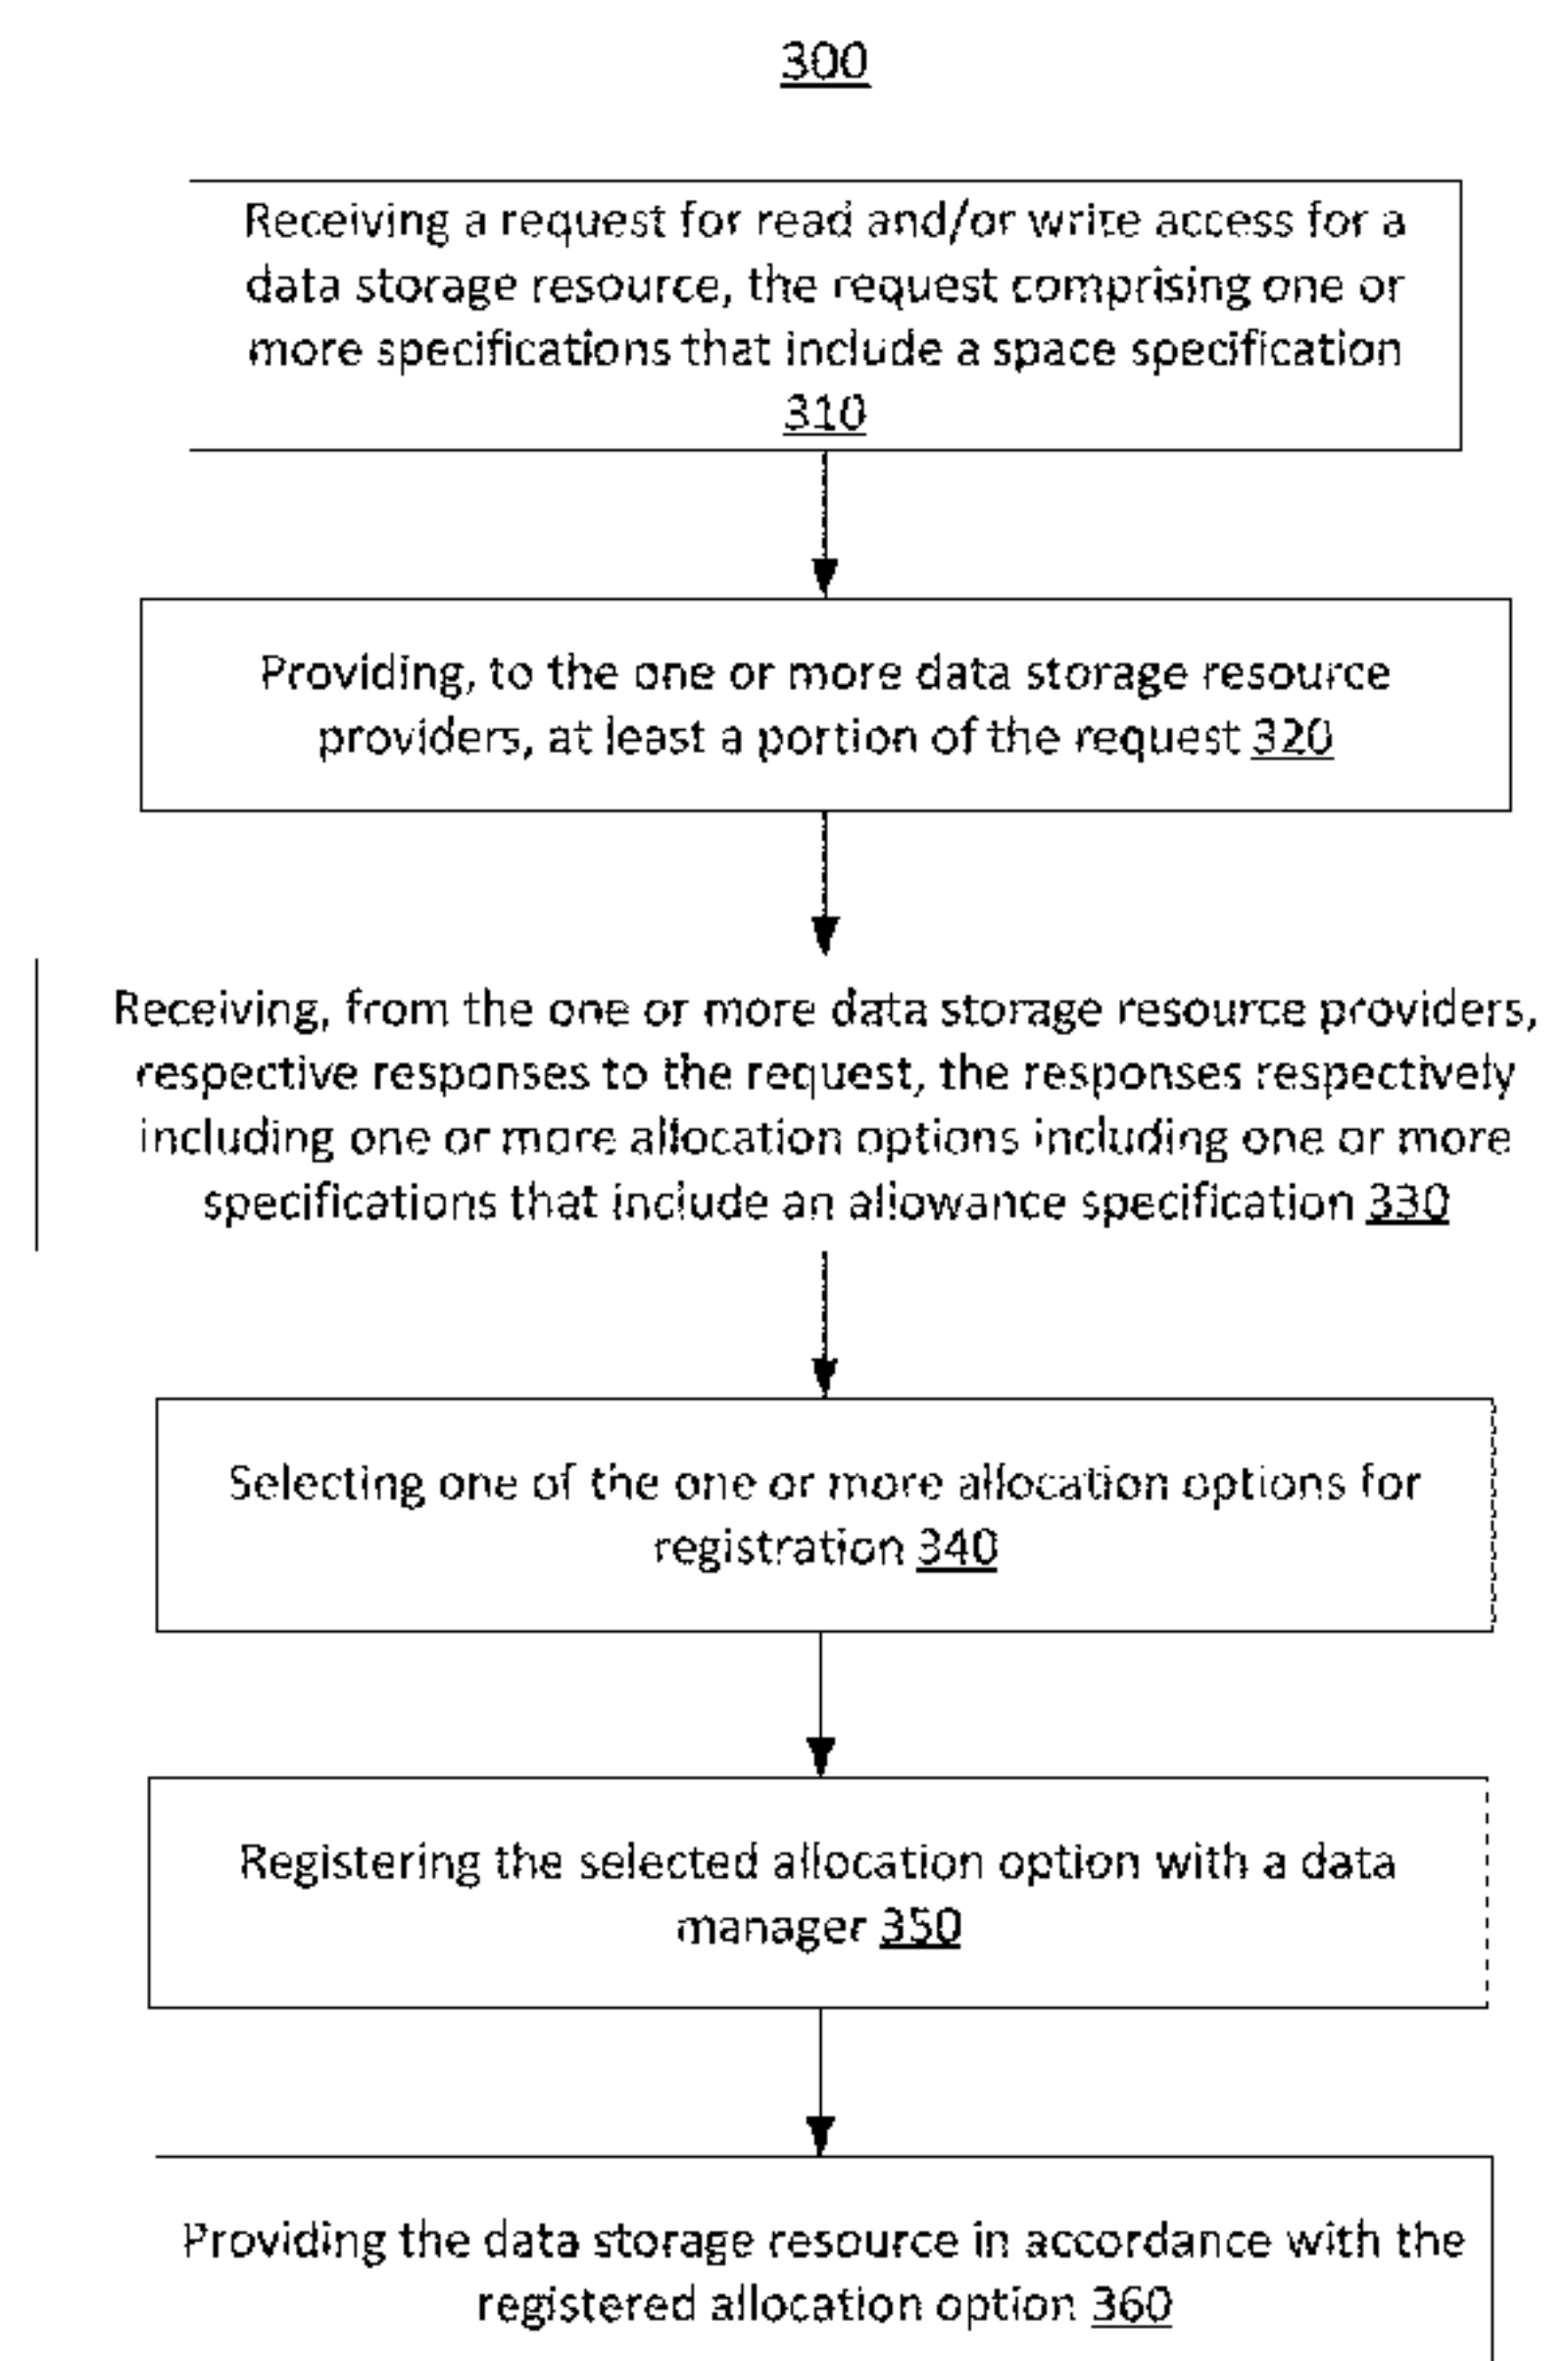 300
Receiving a request for read and/or write access for a
data storage resource, the request comprising one or
more specifications that include a space specification
310
Providing, to the one or more data storage resource
providers, at least a portion of the request 320
Receiving, from the one or more data storage resource providers,
respective responses to the request, the responses respectively
including one or more allocation options including one or more
specifications that include an allowance specification 330
Selecting one of the one or more allocation options for
registration 340
Registering the selected allocation option with a data
manager 350
Providing the data storage resource in accordance with the
registered allocation option 360